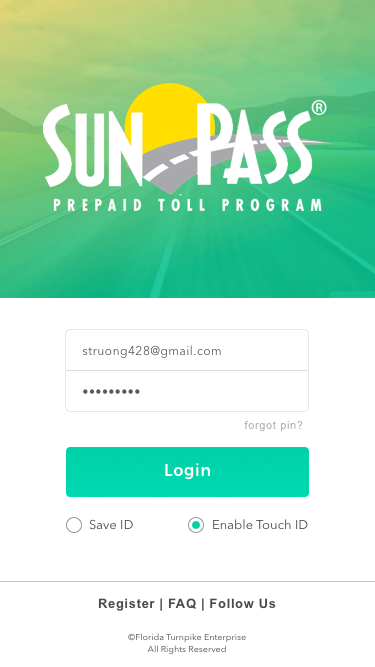 SUN PASS®
PREPAID TOLL PROGRAM
struong428@gmail.com
•••••••••
forgot pin?
Login
Save ID
Enable Touch ID
Register | FAQ | Follow Us
©Florida Turnpike Enterprise
All Rights Reserved